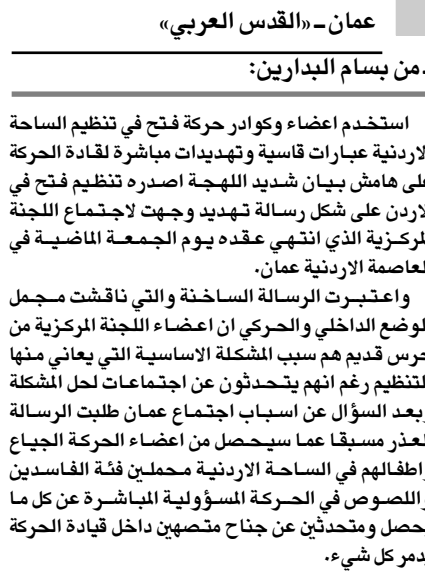 عمان ـ «القدس العربي»
من بسام البدارين:
استخدم اعضاء وكوادر حركة فتح في تنظيم الساحة
الاردنية عبارات قاسية وتهديدات مباشرة لقادة الحركة
على هامش بيـان شديد اللهجة اصدره تنظيم فتح في
الاردن على شكل رسالة تهديد وجهت لاجتماع اللجنة
المركزية الذي انتهي عقده يوم الجمعة الماضية في
العاصمة الاردنية عمان.
واعتبرت الرسالة الساخنة والتي ناقشت مجمل
الوضع الداخلي والحركي ان اعضاء اللجنة المركزية من
حرس قديم هم سبب المشكلة الاساسية التي يعاني منها
التنظيم رغم انهم يتحدثون عن اجتماعات لحل المشكلة
وبعد السؤال عن اسباب اجتماع عمان طلبت الرسالة
العذر مسبقا عما سيحصل من اعضاء الحركة الجياع
واطفالهم في الساحة الاردنية محملين فئة الفاسدين
واللصوص في الحركة المسؤولية المباشرة عن كل ما
يحصل ومتحدثين عن جناح متصهين داخل قيادة الحركة
يدمر كل شيء.